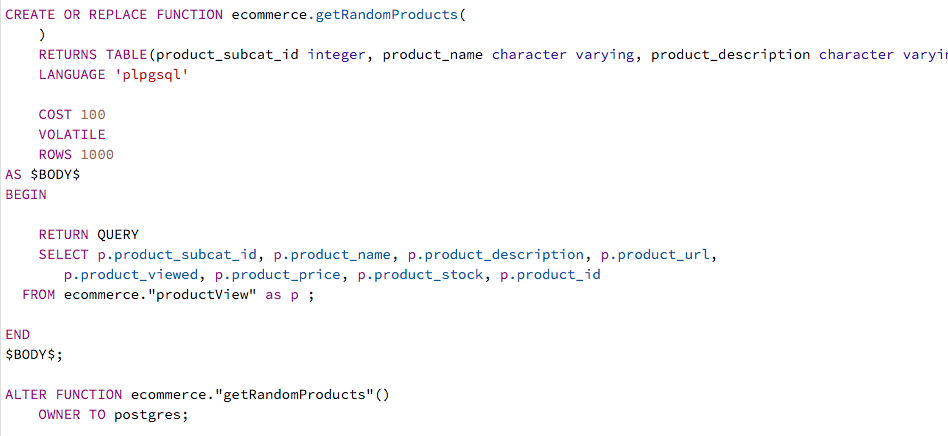 CREATE OR REPLACE FUNCTION ecommerce.getRandomProducts(
    )
    RETURNS TABLE(product_subcat_id integer, product_name character varying, product_description character
    LANGUAGE 'plpgsql'

    COST 100
    VOLATILE
    ROWS 1000
AS $BODY$
BEGIN

    RETURN QUERY
    SELECT p.product_subcat_id, p.product_name, p.product_description, p.product_url,
       p.product_viewed, p.product_price, p.product_stock, p.product_id
  FROM ecommerce."productView" as p ;

END
$BODY$;

ALTER FUNCTION ecommerce."getRandomProducts"()
    OWNER TO postgres;